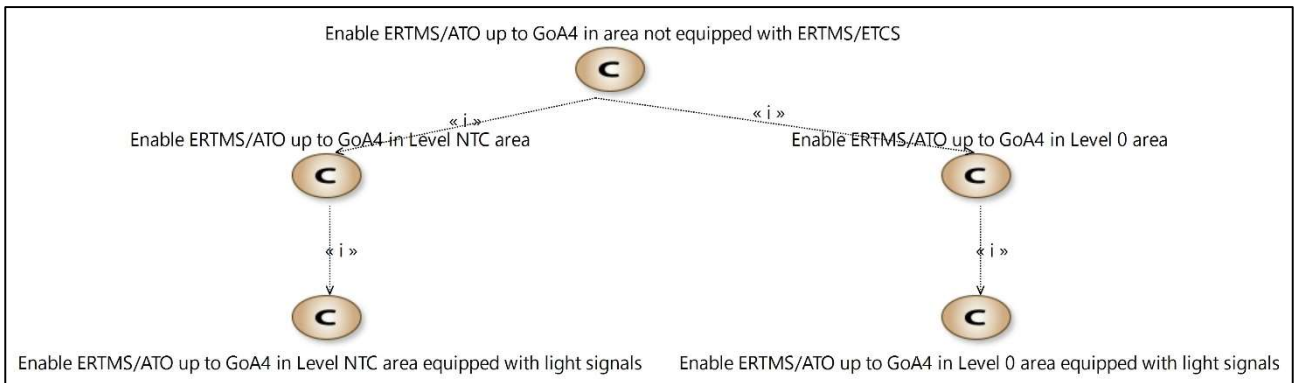 Enable ERTMS/ATO up to GoA4 in area not equipped with ERTMS/ETCS
C
« i »
« i »
Enable ERTMS/ATO up to GoA4 in Level NTC area
Enable ERTMS/ATO up to GoA4 in Level 0 area
C
C
« i »
« i »
C
C
Enable ERTMS/ATO up to GoA4 in Level NTC area equipped with light signals
Enable ERTMS/ATO up to GoA4 in Level 0 area equipped with light signals